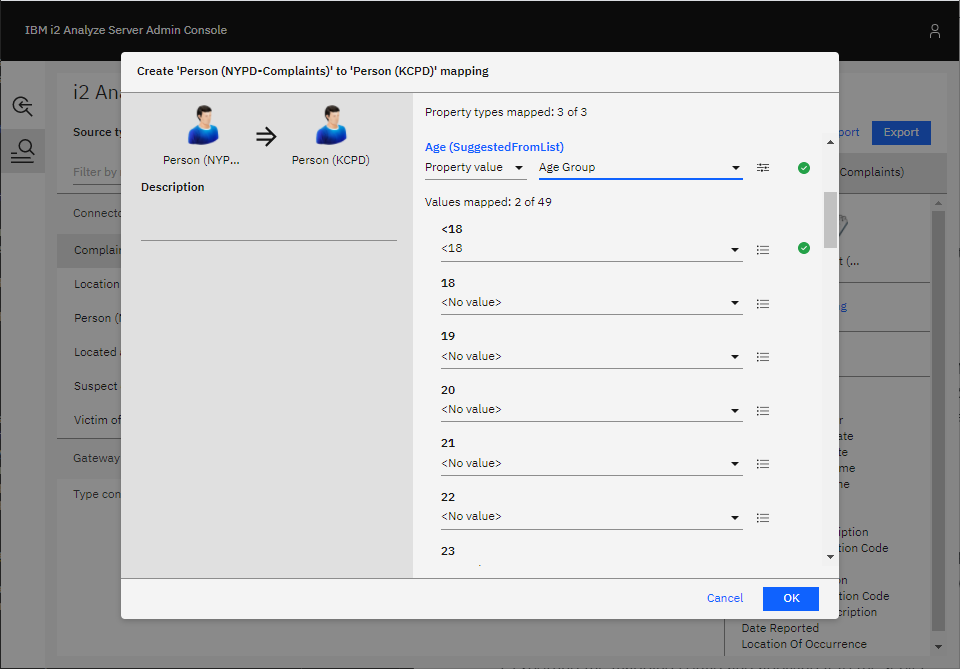 IBM i2 Analyze Server Admin Console
Create 'Person (NYPD-Complaints)' to 'Person (KCPD)' mapping
i2 An
Source ty
Filter by
Connecto
Complain
Location
Person (N
Located
Suspect
Victim of
Gateway
Type con
Person (NYP...
Person (KCPD)
Description
Property types mapped: 3 of 3
Age (SuggestedFromList)
Property value
Age Group
Values mapped: 2 of 49
<18
<18
18
<No value>
19
<No value>
20
<No value>
21
<No value>
22
<No value>
23
Cancel
OK
port
Export
Complaints)
t (...
g
r
ate
te
me
ne
ription
tion Code
on
ation Code
cription
Date Reported
Location Of Occurrence